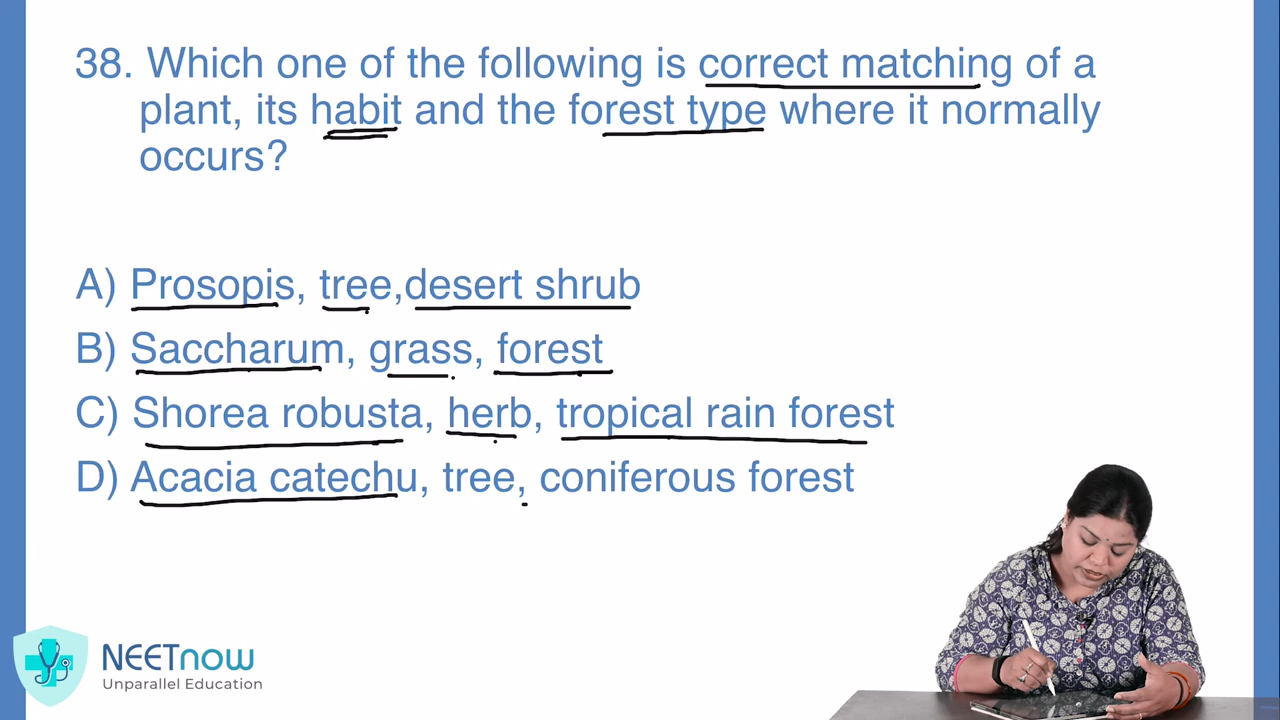 38. Which one of the following is correct matching of a
plant, its habit and the forest type where it normally
occurs?
A) Prosopis, tree,desert shrub
B) Saccharum, grass, forest
C) Shorea robusta, herb, tropical rain forest
D) Acacia catechu, tree, coniferous forest
NEETnow
Unparallel Education